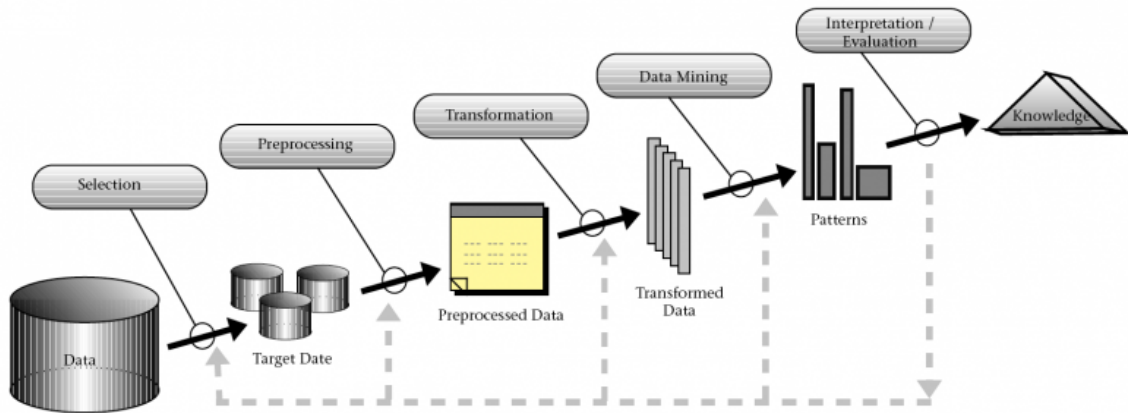 Interpretation /
Evaluation
Data Mining
Transformation
Preprocessing
Selection
Knowledge
Patterns
Transformed
Data
Preprocessed Data
Target Date
Data